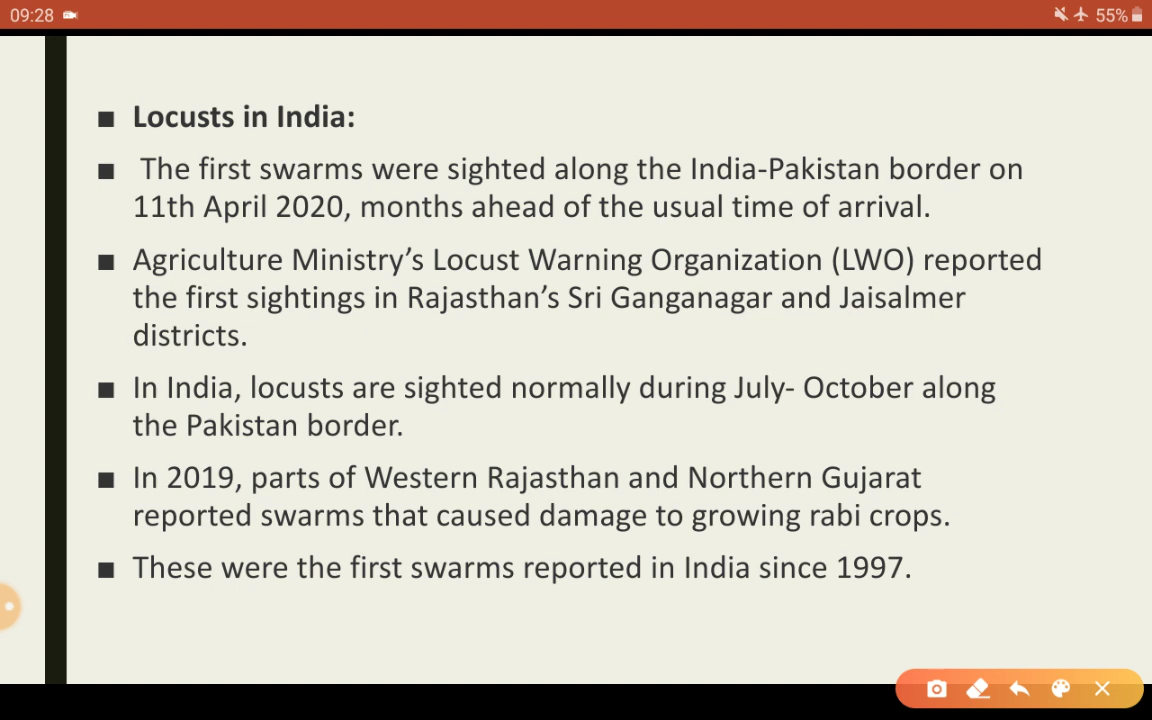 09:28
55%
■ Locusts in India:
■ The first swarms were sighted along the India-Pakistan border on
11th April 2020, months ahead of the usual time of arrival.
■ Agriculture Ministry’s Locust Warning Organization (LWO) reported
the first sightings in Rajasthan’s Sri Ganganagar and Jaisalmer
districts.
■ In India, locusts are sighted normally during July- October along
the Pakistan border.
■ In 2019, parts of Western Rajasthan and Northern Gujarat
reported swarms that caused damage to growing rabi crops.
■ These were the first swarms reported in India since 1997.